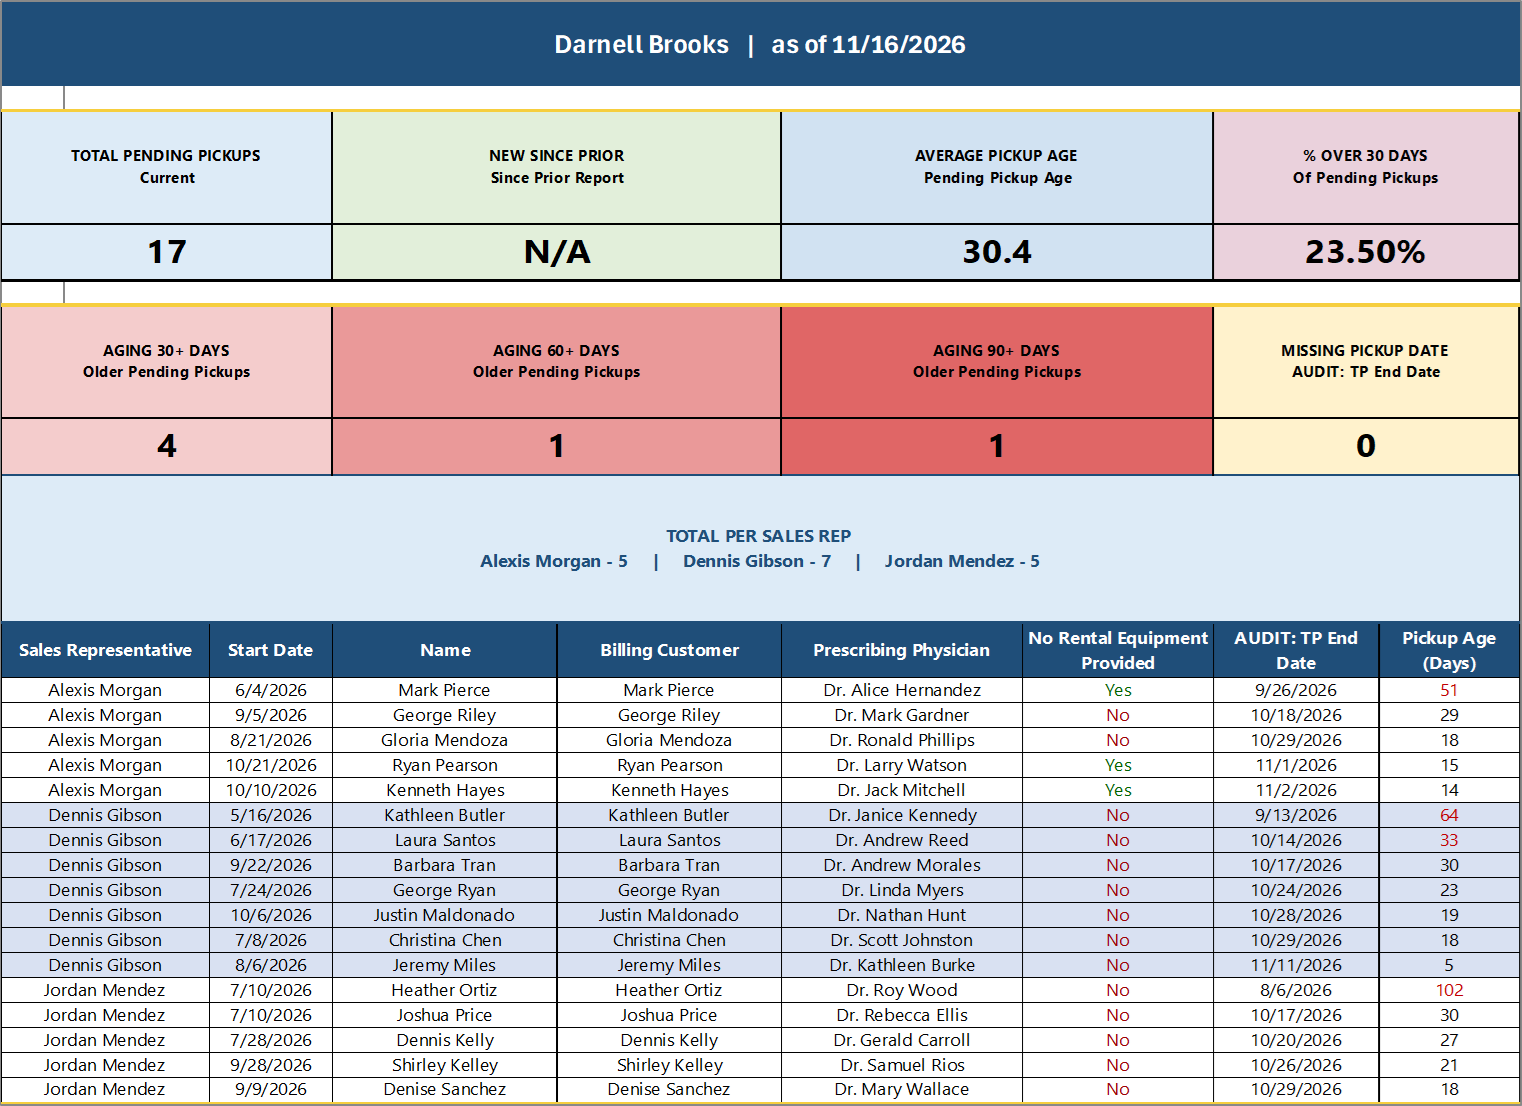 Darnell Brooks | as of 11/16/2026
TOTAL PENDING PICKUPS
Current
NEW SINCE PRIOR
Since Prior Report
AVERAGE PICKUP AGE
Pending Pickup Age
% OVER 30 DAYS
Of Pending Pickups
17
N/A
30.4
23.50%
AGING 30+ DAYS
Older Pending Pickups
AGING 60+ DAYS
Older Pending Pickups
AGING 90+ DAYS
Older Pending Pickups
MISSING PICKUP DATE
AUDIT: TP End Date
4
1
1
0
TOTAL PER SALES REP
Alexis Morgan - 5 | Dennis Gibson - 7 | Jordan Mendez - 5
Sales Representative Start Date Name Billing Customer Prescribing Physician No Rental Equipment Provided AUDIT: TP End Date Pickup Age (Days)
Alexis Morgan 6/4/2026 Mark Pierce Mark Pierce Dr. Alice Hernandez Yes 9/26/2026 51
Alexis Morgan 9/5/2026 George Riley George Riley Dr. Mark Gardner No 10/18/2026 29
Alexis Morgan 8/21/2026 Gloria Mendoza Gloria Mendoza Dr. Ronald Phillips No 10/29/2026 18
Alexis Morgan 10/21/2026 Ryan Pearson Ryan Pearson Dr. Larry Watson Yes 11/1/2026 15
Alexis Morgan 10/10/2026 Kenneth Hayes Kenneth Hayes Dr. Jack Mitchell Yes 11/2/2026 14
Dennis Gibson 5/16/2026 Kathleen Butler Kathleen Butler Dr. Janice Kennedy No 9/13/2026 64
Dennis Gibson 6/17/2026 Laura Santos Laura Santos Dr. Andrew Reed No 10/14/2026 33
Dennis Gibson 9/22/2026 Barbara Tran Barbara Tran Dr. Andrew Morales No 10/17/2026 30
Dennis Gibson 7/24/2026 George Ryan George Ryan Dr. Linda Myers No 10/24/2026 23
Dennis Gibson 10/6/2026 Justin Maldonado Justin Maldonado Dr. Nathan Hunt No 10/28/2026 19
Dennis Gibson 7/8/2026 Christina Chen Christina Chen Dr. Scott Johnston No 10/29/2026 18
Dennis Gibson 8/6/2026 Jeremy Miles Jeremy Miles Dr. Kathleen Burke No 11/11/2026 5
Jordan Mendez 7/10/2026 Heather Ortiz Heather Ortiz Dr. Roy Wood No 8/6/2026 102
Jordan Mendez 7/10/2026 Joshua Price Joshua Price Dr. Rebecca Ellis No 10/17/2026 30
Jordan Mendez 7/28/2026 Dennis Kelly Dennis Kelly Dr. Gerald Carroll No 10/20/2026 27
Jordan Mendez 9/28/2026 Shirley Kelley Shirley Kelley Dr. Samuel Rios No 10/26/2026 21
Jordan Mendez 9/9/2026 Denise Sanchez Denise Sanchez Dr. Mary Wallace No 10/29/2026 18